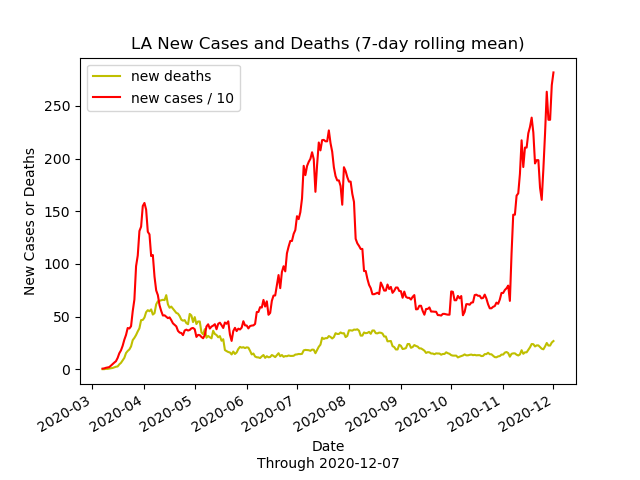 LA New Cases and Deaths (7-day rolling mean)
new deaths
new cases / 10
New Cases or Deaths
250
200
150
100
50
0
2020-03
2020-04
2020-05
2020-06
2020-07
2020-08
2020-09
2020-10
2020-11
2020-12
Date
Through 2020-12-07